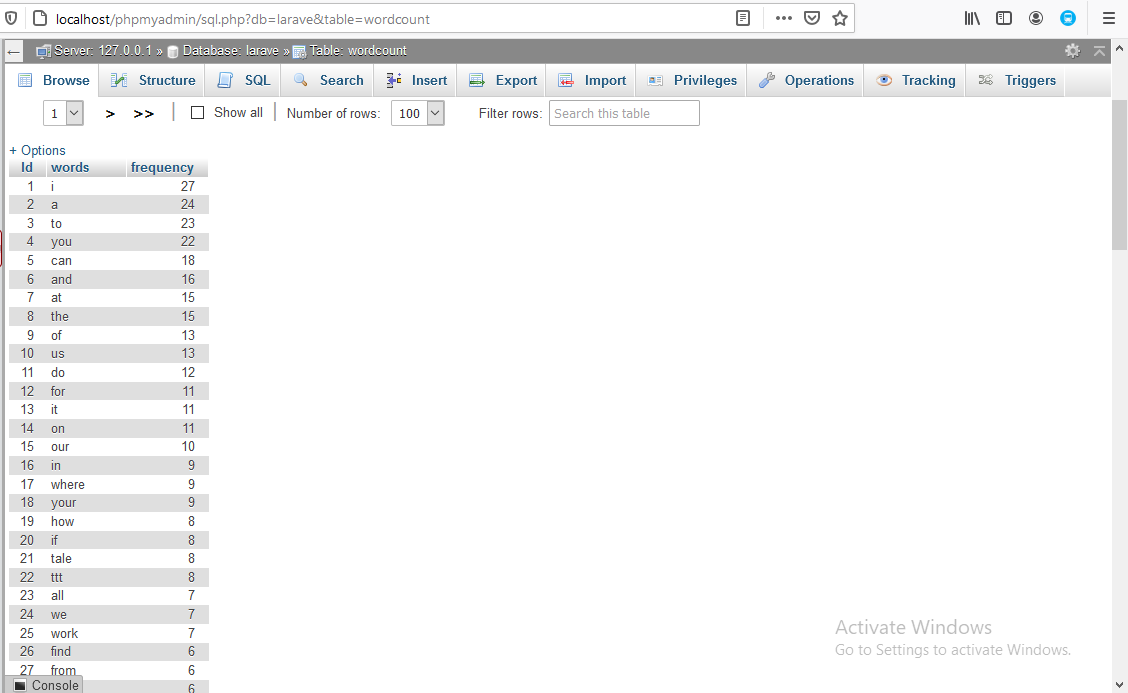 localhost/phpmyadmin/sql.php?db=larave&table=wordcount
Server: 127.0.0.1 » Database: larave » Table: wordcount
Browse Structure SQL Search Insert Export Import Privileges Operations Tracking Triggers
1 > >> Show all Number of rows: 100 Filter rows: Search this table
+ Options
Id words frequency
1 i 27
2 a 24
3 to 23
4 you 22
5 can 18
6 and 16
7 at 15
8 the 15
9 of 13
10 us 13
11 do 12
12 for 11
13 it 11
14 on 11
15 our 10
16 in 9
17 where 9
18 your 9
19 how 8
20 if 8
21 tale 8
22 ttt 8
23 all 7
24 we 7
25 work 7
26 find 6
27 from 6
6
Console
Activate Windows
Go to Settings to activate Windows.